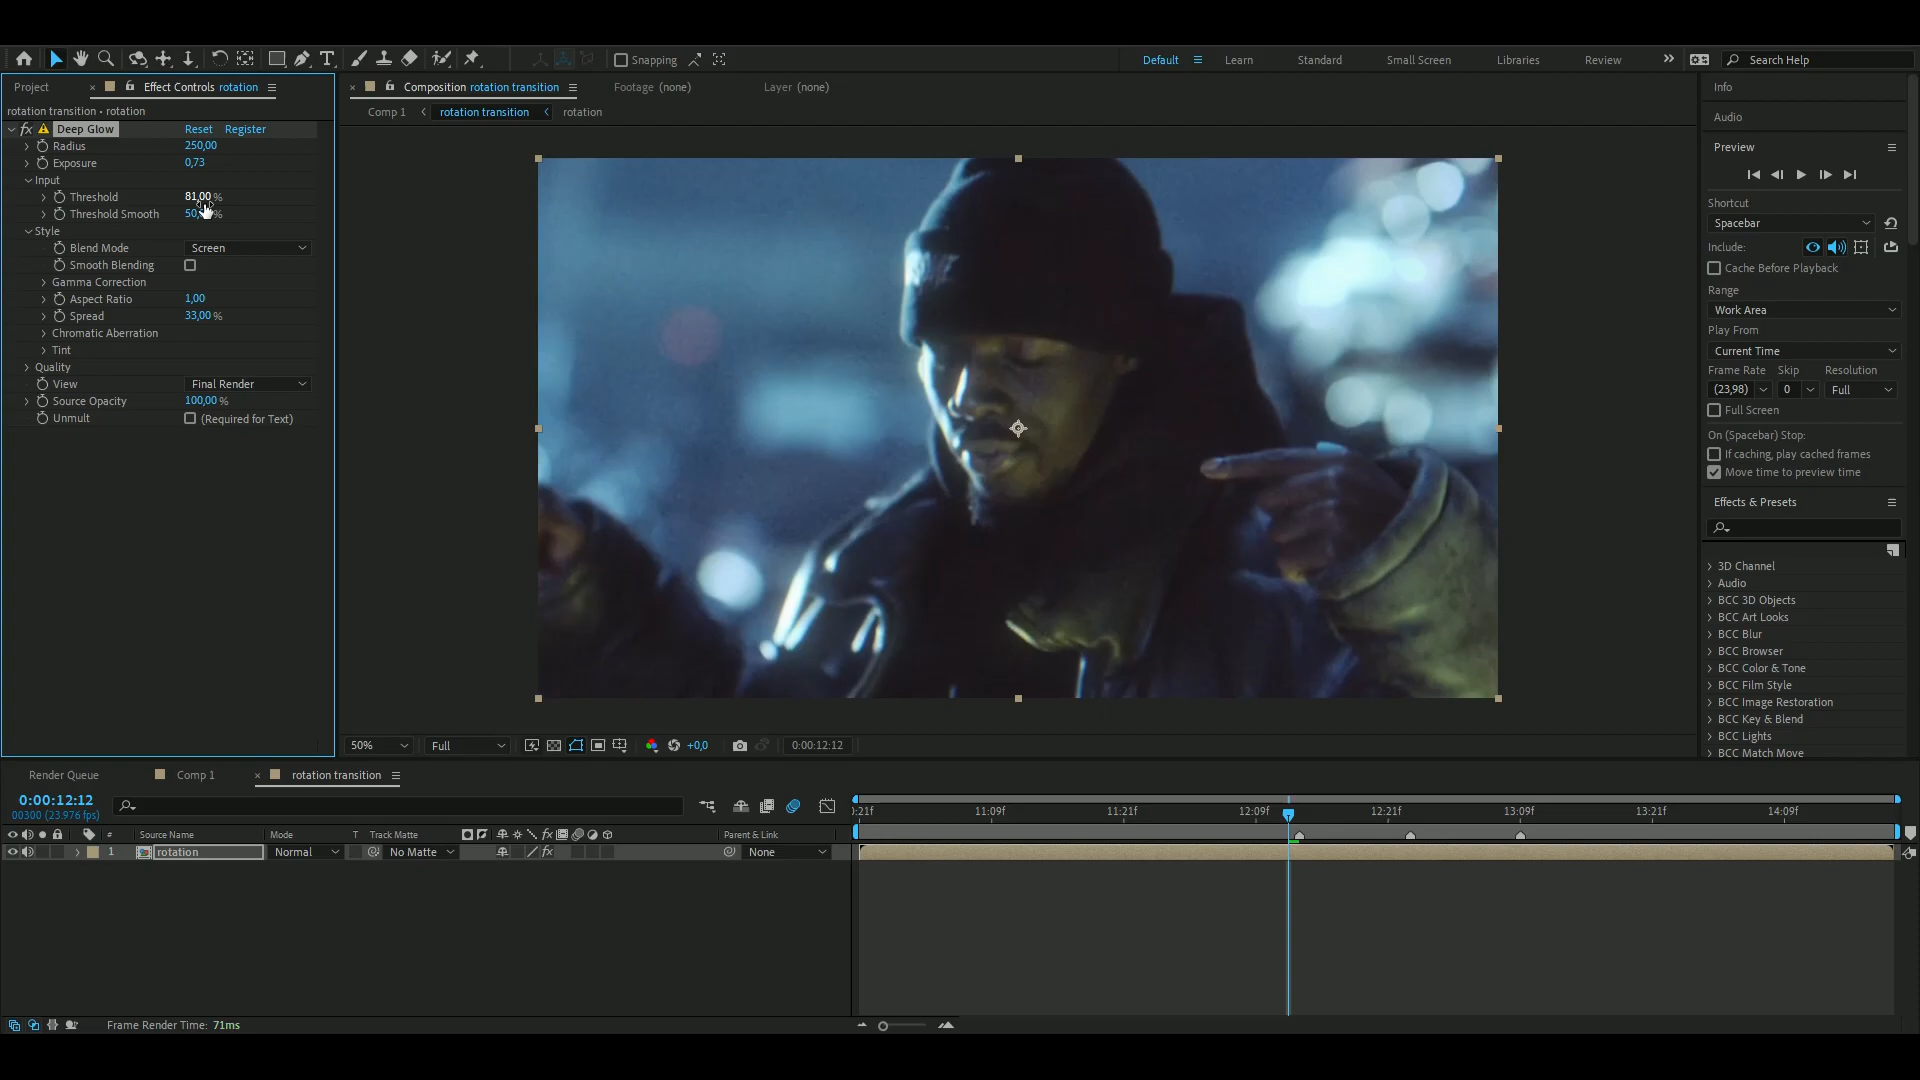 Snapping
Default
Learn
Standard
Small Screen
Libraries
Review
Search Help
Project
Effect Controls rotation
Composition rotation transition
Footage (none)
Layer (none)
Info
rotation transition • rotation
Comp 1
rotation transition
rotation
Audio
fx Deep Glow Reset Register
Radius 250,00
Exposure 0,73
Input
Threshold 81,00 %
Threshold Smooth
Style
Blend Mode Screen
Smooth Blending
Gamma Correction
Aspect Ratio 1,00
Spread 33,00 %
Chromatic Aberration
Tint
Quality
View Final Render
Source Opacity 100,00 %
Unmult (Required for Text)
Preview
Shortcut
Spacebar
Include:
Cache Before Playback
Range
Work Area
Play From
Current Time
Frame Rate Skip Resolution
(23,98) 0 Full
Full Screen
On (Spacebar) Stop:
If caching, play cached frames
Move time to preview time
Effects & Presets
3D Channel
Audio
BCC 3D Objects
BCC Art Looks
BCC Blur
BCC Browser
BCC Color & Tone
BCC Film Style
BCC Image Restoration
BCC Key & Blend
BCC Lights
BCC Match Move
50% Full +0,0 0:00:12:12
Render Queue Comp 1 rotation transition
0:00:12:12
00300 (23.976 fps)
:21f 11:09f 11:21f 12:09f 12:21f 13:09f 13:21f 14:09f
# Source Name Mode T Track Matte fx Parent & Link
1 rotation Normal No Matte fx None
Frame Render Time: 71ms